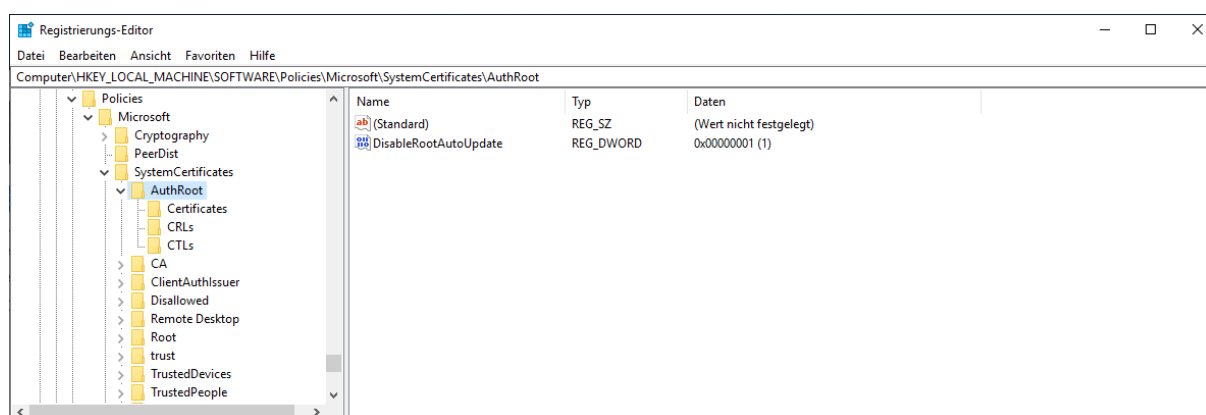 Registrierungs-Editor
Datei Bearbeiten Ansicht Favoriten Hilfe
Computer\HKEY_LOCAL_MACHINE\SOFTWARE\Policies\Microsoft\SystemCertificates\AuthRoot
Policies
Microsoft
Cryptography
PeerDist
SystemCertificates
AuthRoot
Certificates
CRLs
CTLs
CA
ClientAuthIssuer
Disallowed
Remote Desktop
Root
trust
TrustedDevices
TrustedPeople
Name Typ Daten
(Standard) REG_SZ (Wert nicht festgelegt)
DisableRootAutoUpdate REG_DWORD 0x00000001 (1)